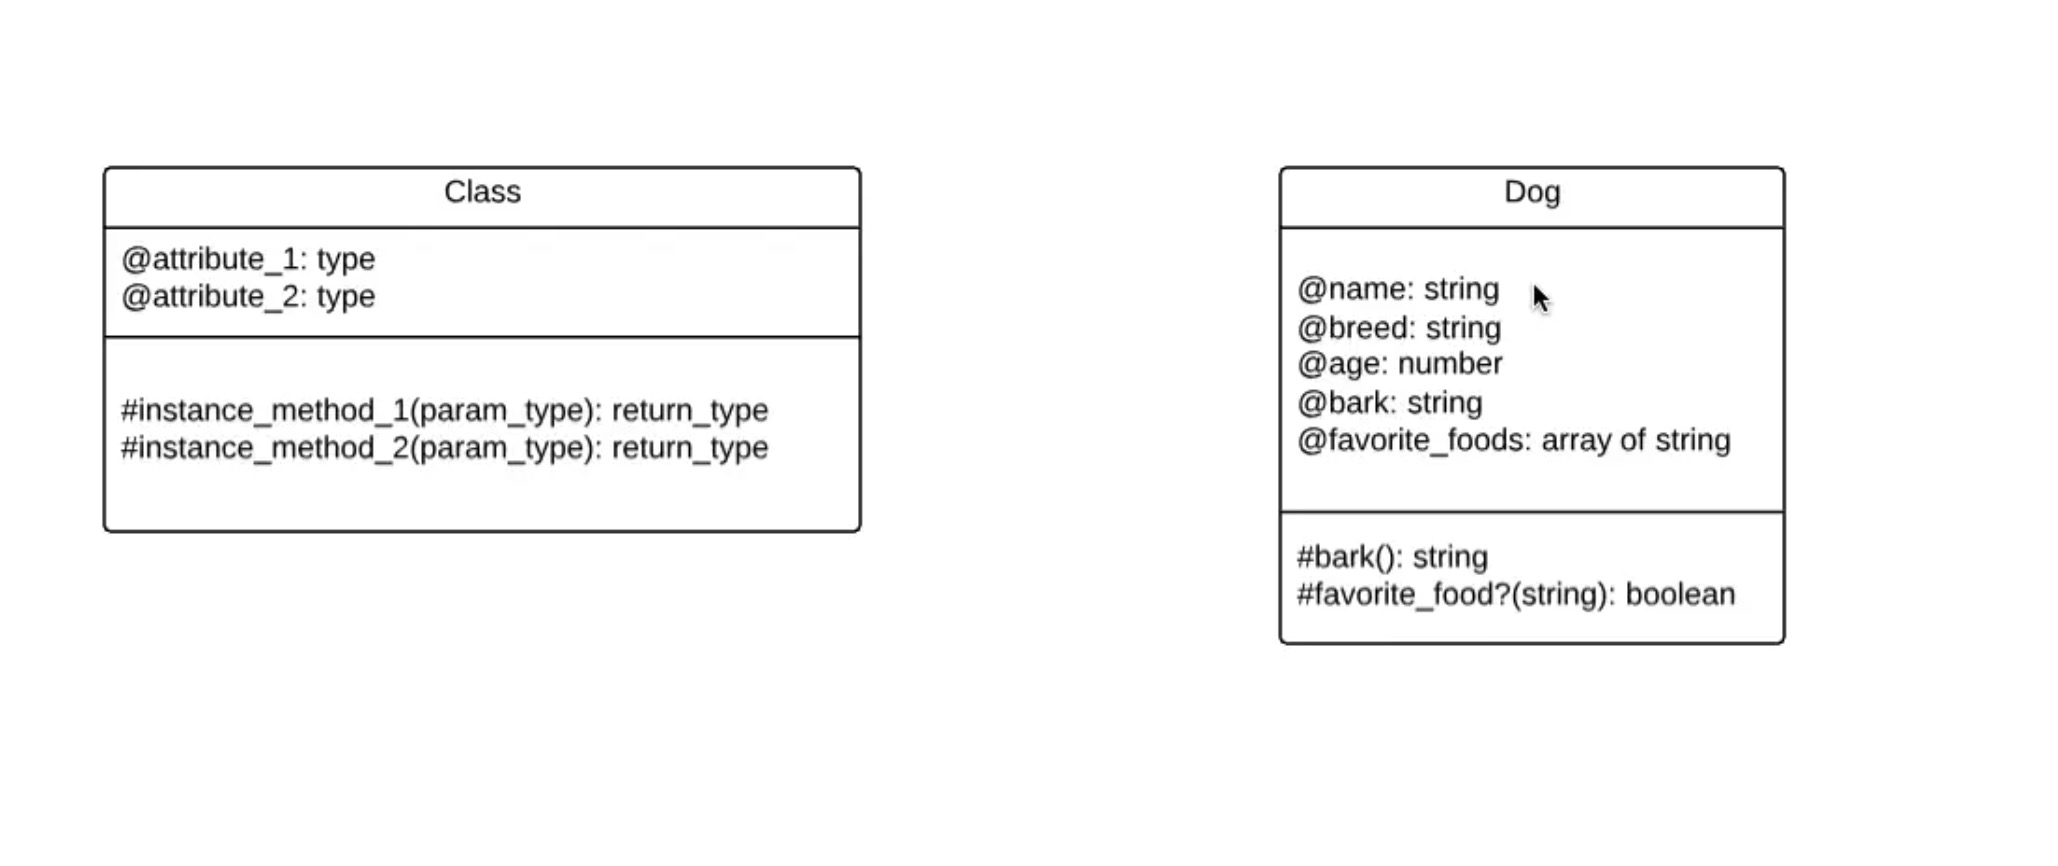 Class
@attribute_1: type
@attribute_2: type
#instance_method_1(param_type): return_type
#instance_method_2(param_type): return_type
Dog
@name: string
@breed: string
@age: number
@bark: string
@favorite_foods: array of string
#bark(): string
#favorite_food?(string): boolean